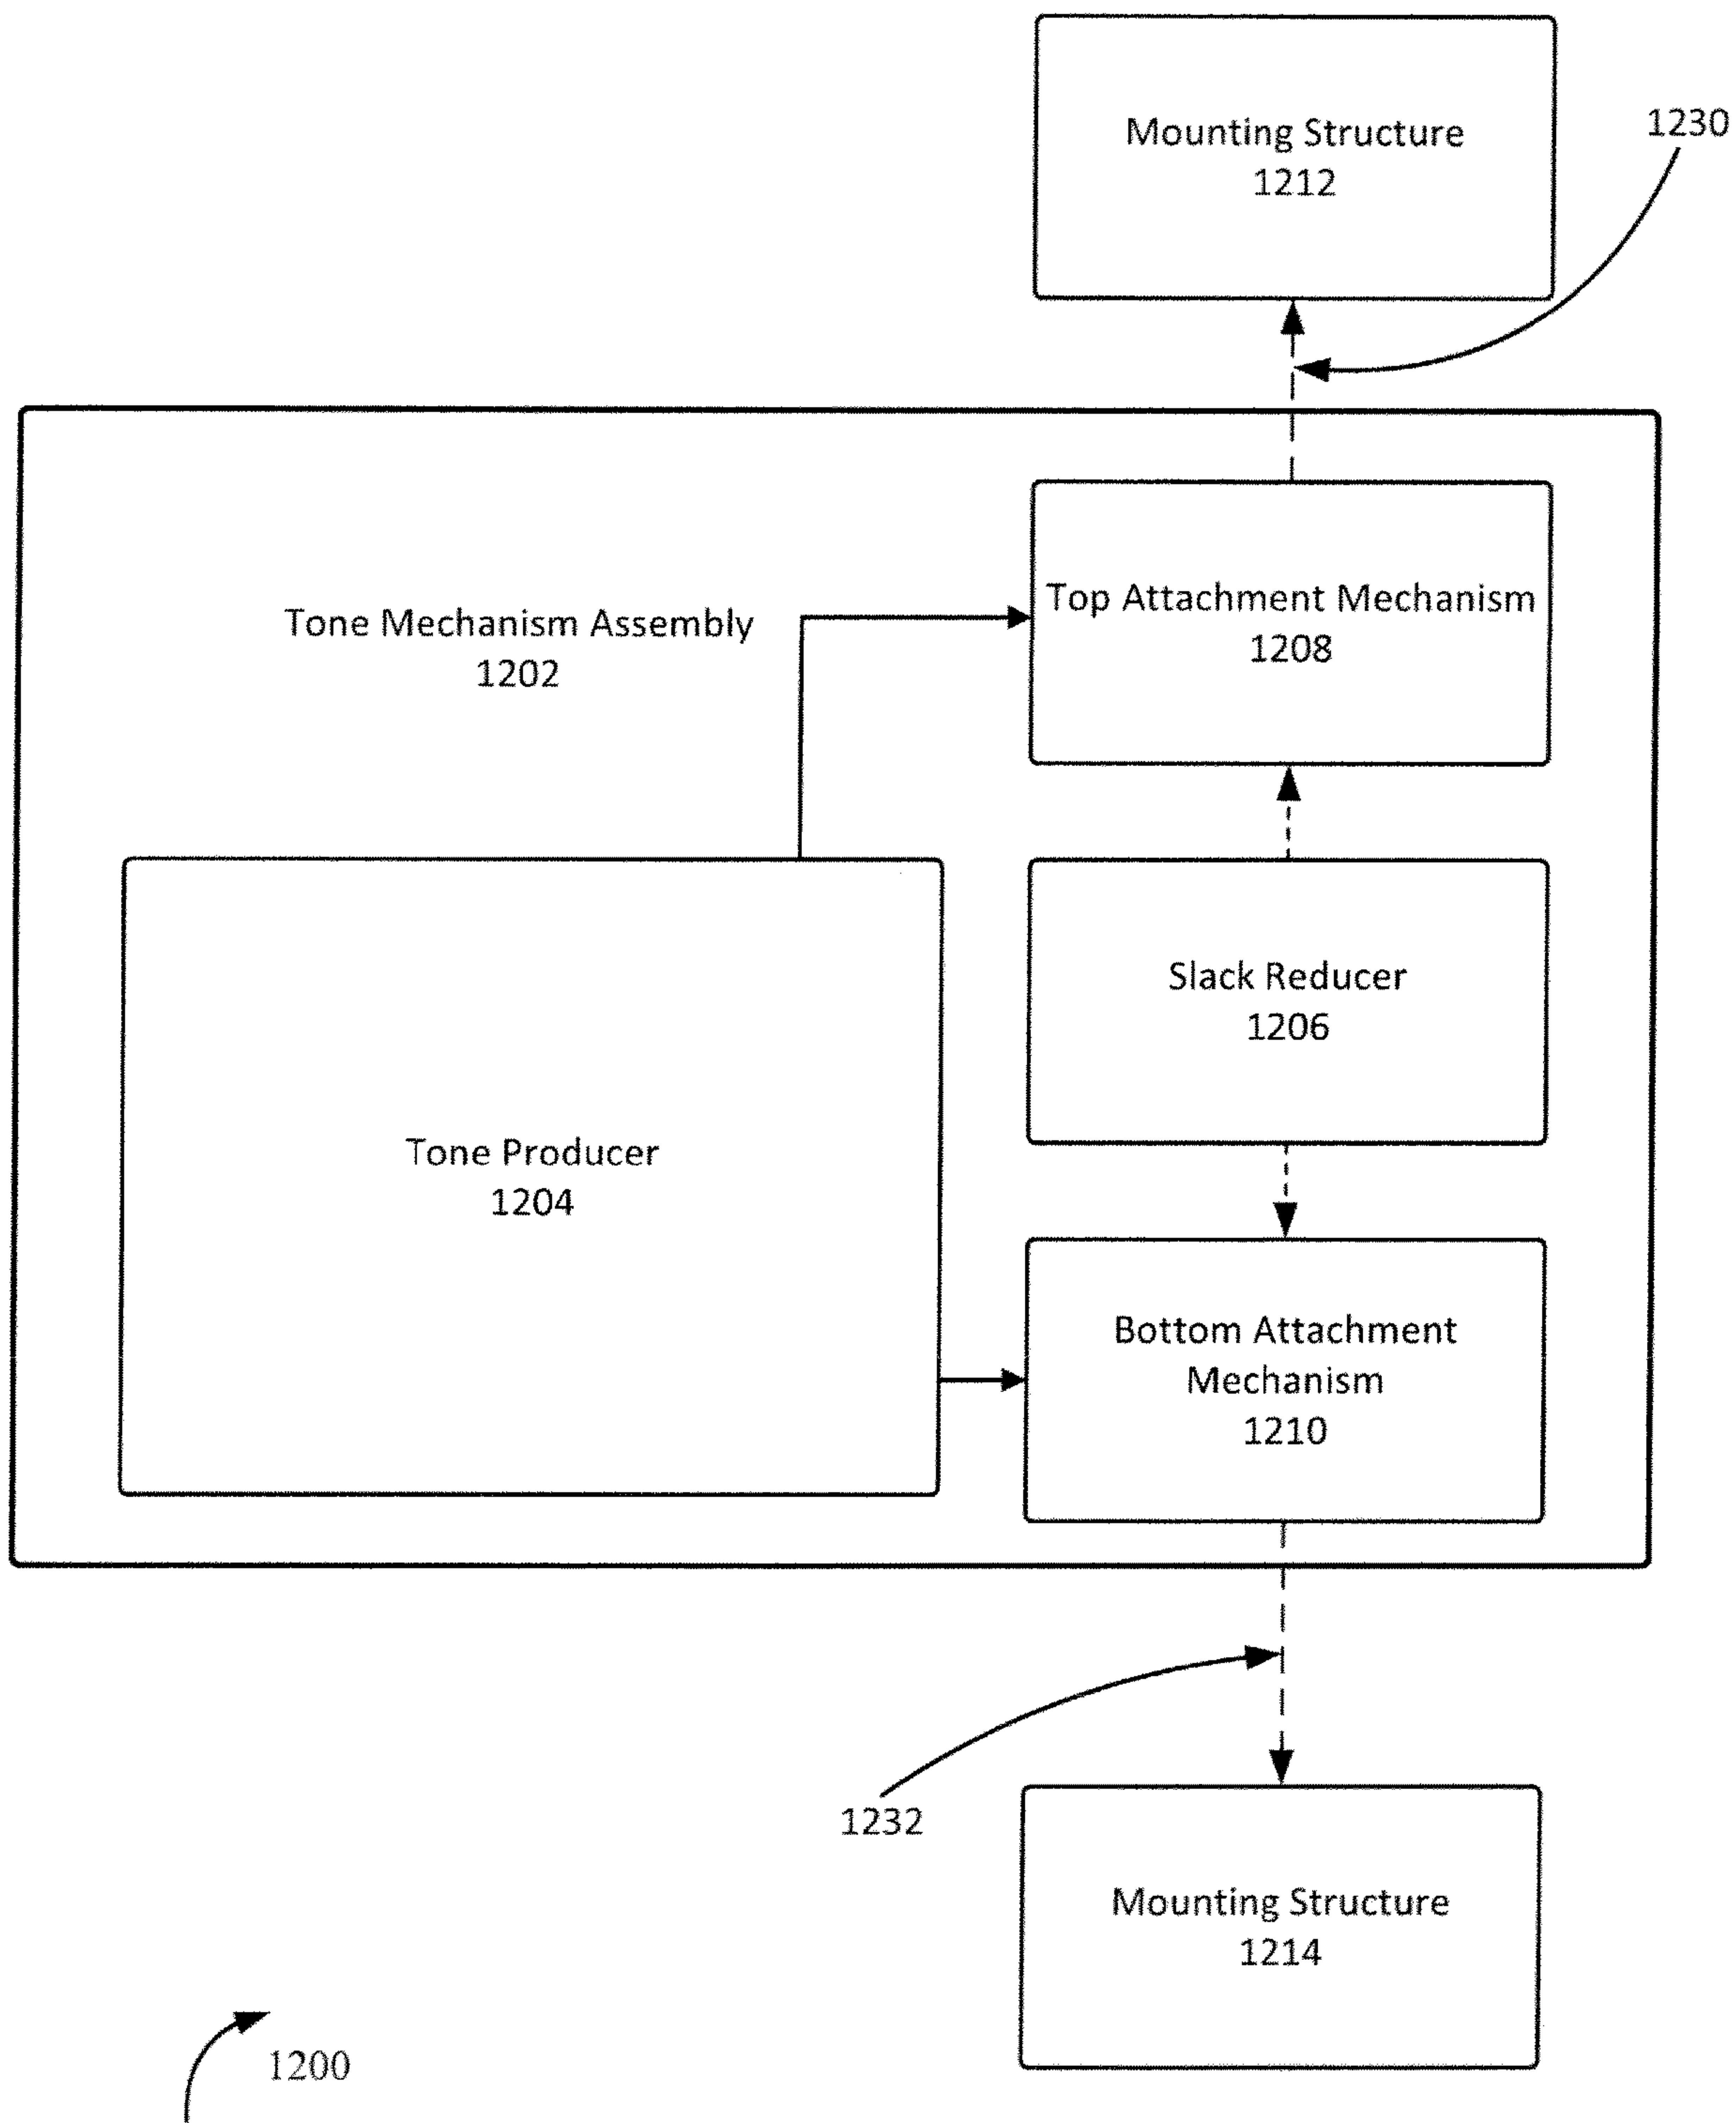 Mounting Structure
1212
1230
Tone Mechanism Assembly
1202
Top Attachment Mechanism
1208
Slack Reducer
1206
Tone Producer
1204
Bottom Attachment
Mechanism
1210
1232
Mounting Structure
1214
1200